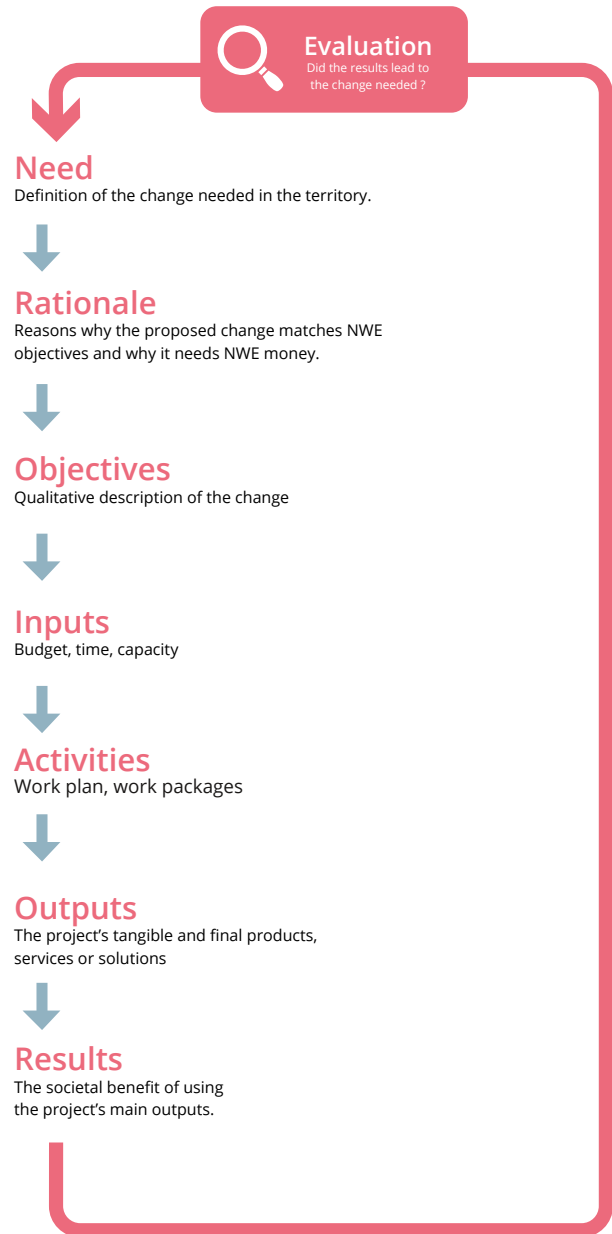 Evaluation
Did the results lead to
the change needed ?
Need
Definition of the change needed in the territory.
Rationale
Reasons why the proposed change matches NWE
objectives and why it needs NWE money.
Objectives
Qualitative description of the change
Inputs
Budget, time, capacity
Activities
Work plan, work packages
Outputs
The project’s tangible and final products,
services or solutions
Results
The societal benefit of using
the project’s main outputs.